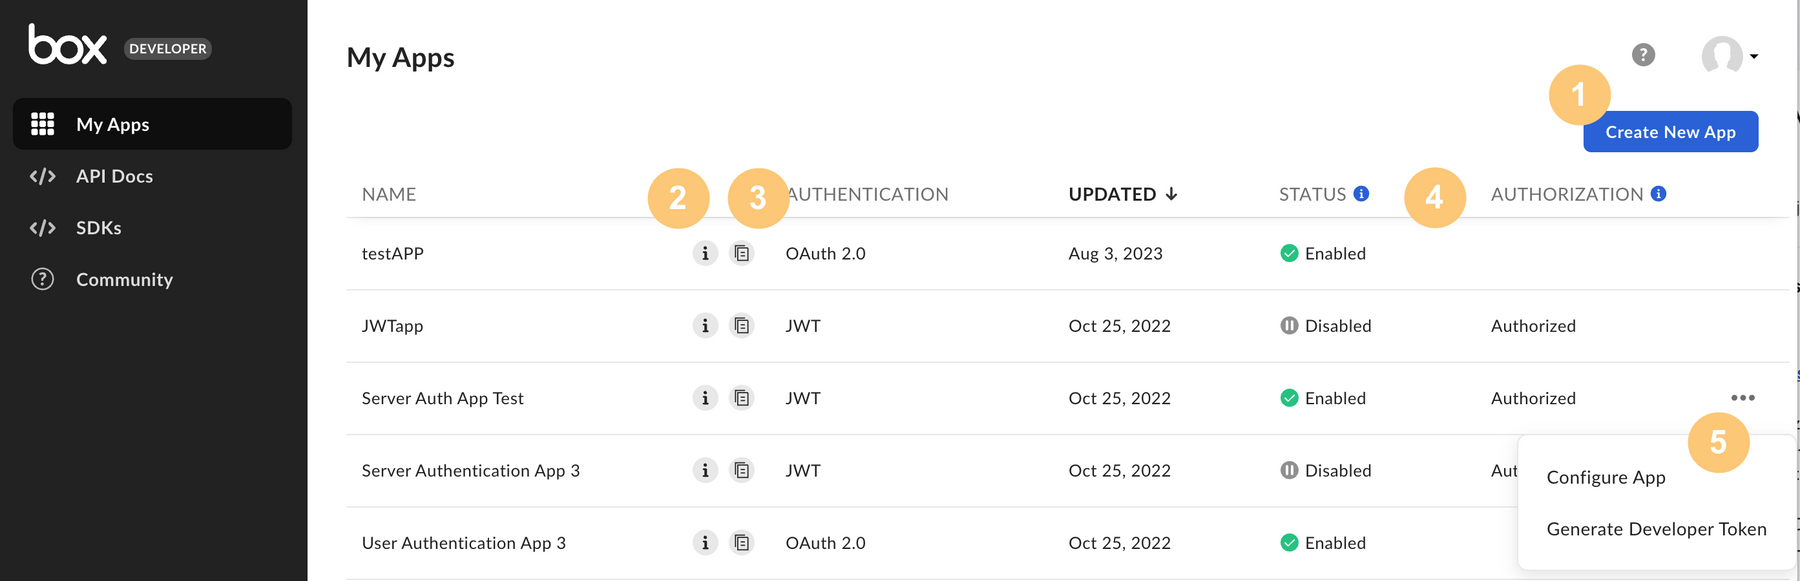 box DEVELOPER
My Apps
API Docs
SDKs
Community
My Apps
?
1
Create New App
NAME 2 3 AUTHENTICATION UPDATED ↓ STATUS i 4 AUTHORIZATION i
testAPP i OAuth 2.0 Aug 3, 2023 Enabled
JWTapp i JWT Oct 25, 2022 Disabled Authorized
Server Auth App Test i JWT Oct 25, 2022 Enabled Authorized •••
5
Server Authentication App 3 i JWT Oct 25, 2022 Disabled Aut
Configure App
Generate Developer Token
User Authentication App 3 i OAuth 2.0 Oct 25, 2022 Enabled